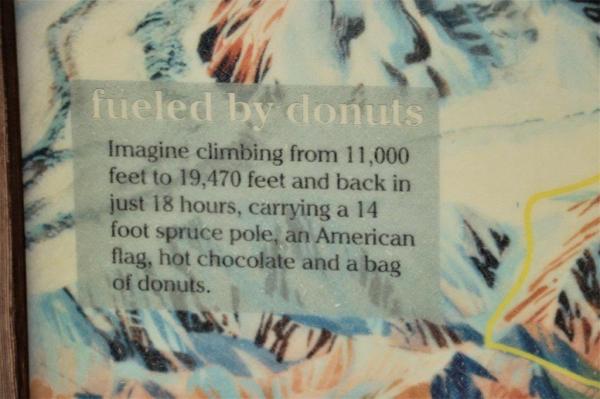 fueled by donuts
Imagine climbing from 11,000
feet to 19,470 feet and back in
just 18 hours, carrying a 14
foot spruce pole, an American
flag, hot chocolate and a bag
of donuts.